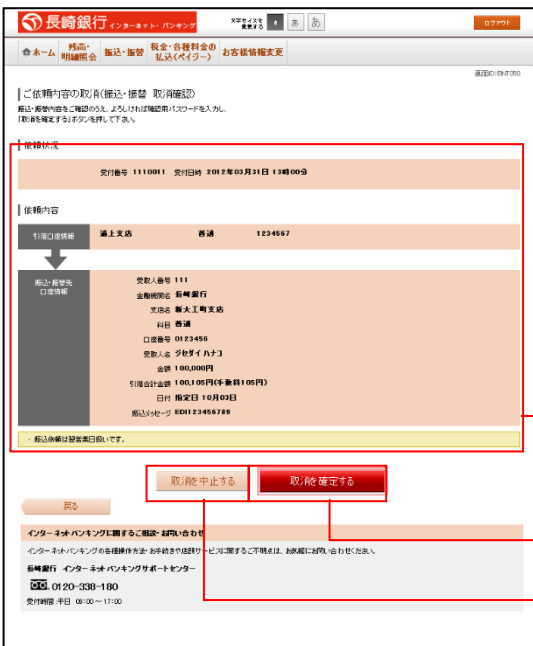 長崎銀行 インターネット・バンキング 文字サイズを変更する あ あ ログアウト
ホーム 残高・明細照会 振込・振替 税金・各種料金の払込(ペイジー) お客様情報変更
画面ID:BNT050
ご依頼内容の取消(振込・振替 取消確認)
振込・振替内容をご確認のうえ、よろしければ確認用パスワードを入力し、
「取消を確定する」ボタンを押して下さい。
依頼状況
受付番号 1110011 受付日時 2012年03月31日 13時00分
依頼内容
引落口座情報 浦上支店 普通 1234567
振込・振替先口座情報
受取人番号 111
金融機関名 長崎銀行
支店名 新大工町支店
科目 普通
口座番号 0123456
受取人名 ジセダイ ハナコ
金額 100,000円
引落合計金額 100,105円(手数料105円)
日付 指定日 10月03日
振込メッセージ EDI123456789
・振込依頼は翌営業日扱いです。
取消を中止する 取消を確定する
戻る
インターネットバンキングに関するご相談・お問い合わせ
インターネットバンキングの各種操作方法・お手続きや店頭サービスに関するご不明点は、お気軽にお問い合わせください。
長崎銀行 インターネットバンキングサポートセンター
0120-338-180
受付時間:平日 09:00~17:00